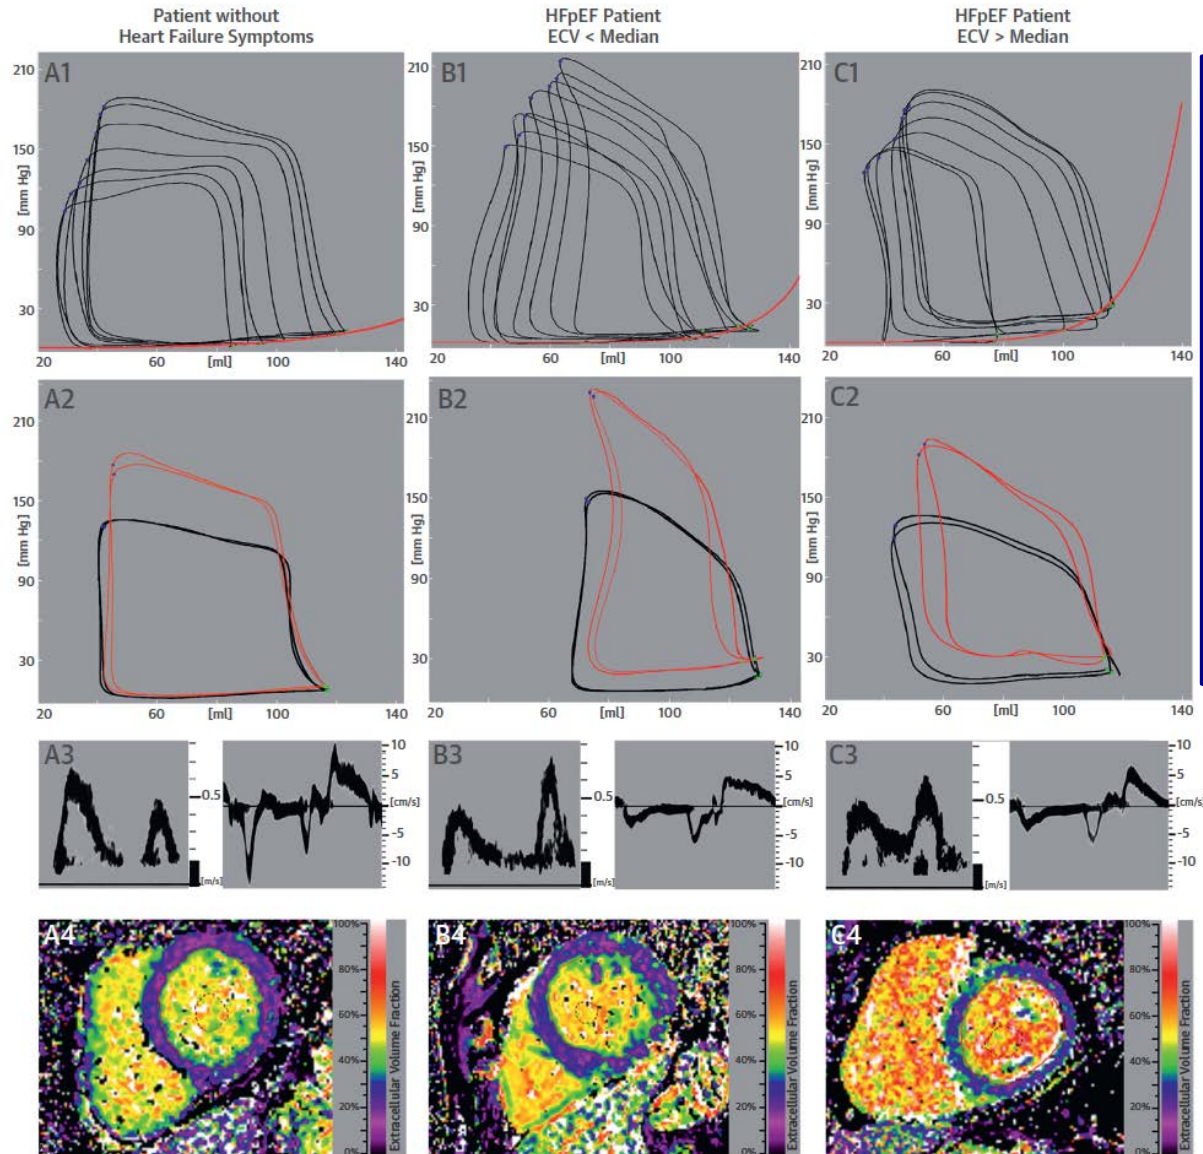 Patient without
Heart Failure Symptoms
HFpEF Patient
ECV < Median
HFpEF Patient
ECV > Median
A1
210
150
90
30
[mm Hg]
20 60 [ml] 100 140
B1
210
150
90
30
[mm Hg]
20 60 [ml] 100 140
C1
210
150
90
30
[mm Hg]
20 60 [ml] 100 140
A2
210
150
90
30
[mm Hg]
20 60 [ml] 100 140
B2
210
150
90
30
[mm Hg]
20 60 [ml] 100 140
C2
210
150
90
30
[mm Hg]
20 60 [ml] 100 140
A3
0.5
[m/s]
10
5
[cm/s]
-5
-10
B3
0.5
[m/s]
10
5
[cm/s]
-5
-10
C3
0.5
[m/s]
10
5
[cm/s]
-5
-10
A4
100%
80%
60%
40%
20%
0%
Extracellular Volume Fraction
B4
100%
80%
60%
40%
20%
0%
Extracellular Volume Fraction
C4
100%
80%
60%
40%
20%
0%
Extracellular Volume Fraction